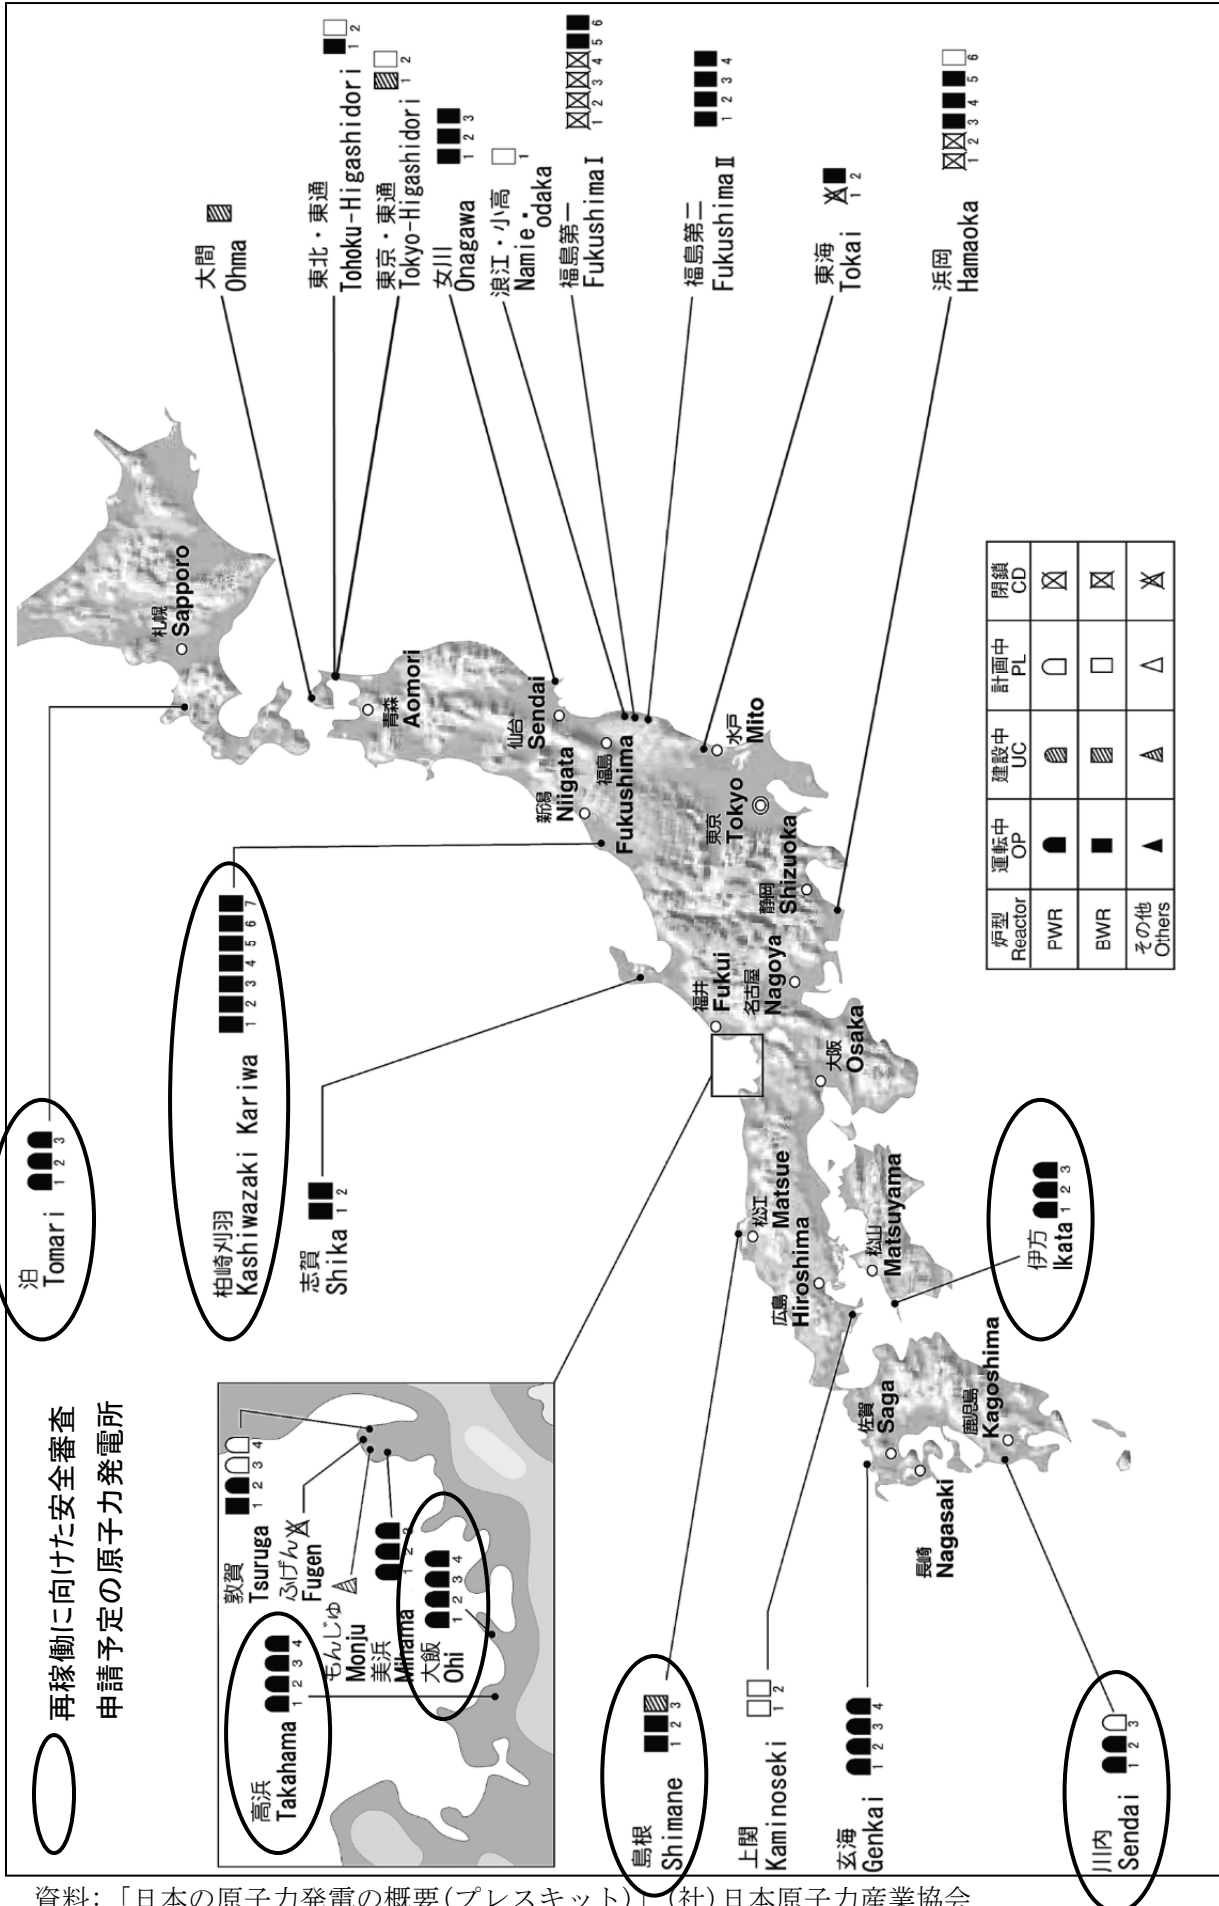 再稼働に向けた安全審査
申請予定の原子力発電所
泊
Tomari
1 2 3
柏崎刈羽
Kashiwazaki Kariwa
1 2 3 4 5 6 7
志賀
Shika
1 2
敦賀
Tsuruga
1 2 3 4
ふげん
Fugen
もんじゅ
Monju
美浜
Mihama
1 2 3
大飯
Ohi
1 2 3 4
高浜
Takahama
1 2 3 4
島根
Shimane
1 2 3
上関
Kaminoseki
1 2
玄海
Genkai
1 2 3 4
川内
Sendai
1 2 3
伊方
Ikata
1 2 3
大間
Ohma
東北・東通
Tohoku-Higashidori
1 2
東京・東通
Tokyo-Higashidori
1 2
女川
Onagawa
1 2 3
浪江・小高
Namie・
odaka
1
福島第一
FukushimaⅠ
1 2 3 4 5 6
福島第二
FukushimaⅡ
1 2 3 4
東海
Tokai
1 2
浜岡
Hamaoka
1 2 3 4 5 6
札幌
Sapporo
青森
Aomori
仙台
Sendai
新潟
Niigata
福島
Fukushima
水戸
Mito
東京
Tokyo
静岡
Shizuoka
福井
Fukui
名古屋
Nagoya
大阪
Osaka
松江
Matsue
広島
Hiroshima
松山
Matsuyama
佐賀
Saga
長崎
Nagasaki
鹿児島
Kagoshima
炉型 運転中 建設中 計画中 閉鎖
Reactor OP UC PL CD
PWR
BWR
その他
Others
資料：「日本の原子力発電の概要(プレスキット)」(社)日本原子力産業協会